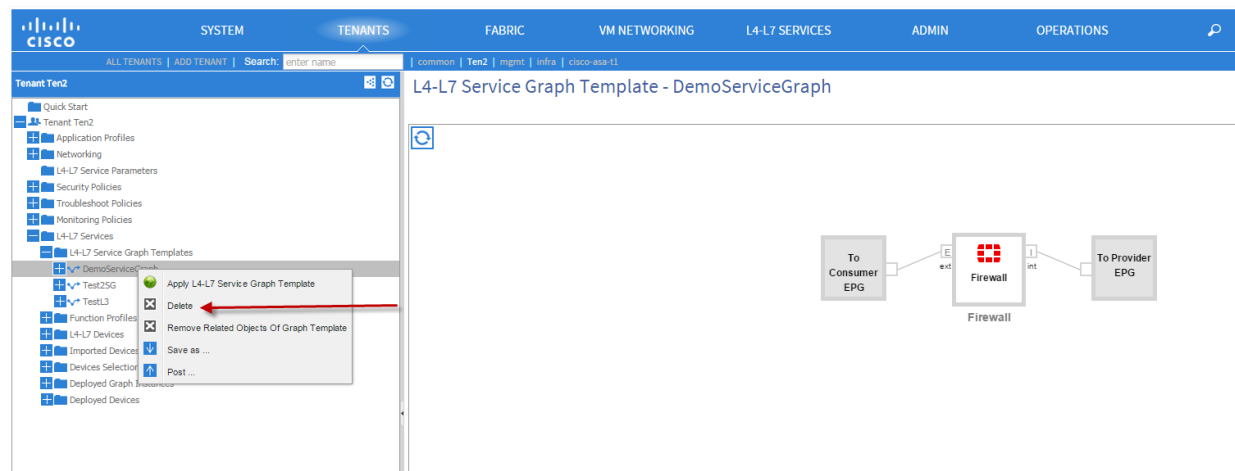 CISCO
SYSTEM TENANTS FABRIC VM NETWORKING L4-L7 SERVICES ADMIN OPERATIONS
ALL TENANTS | ADD TENANT | Search: enter name | common | Ten2 | mgmt | infra | cisco-asa-t1
Tenant Ten2
L4-L7 Service Graph Template - DemoServiceGraph
Quick Start
Tenant Ten2
Application Profiles
Networking
L4-L7 Service Parameters
Security Policies
Troubleshoot Policies
Monitoring Policies
L4-L7 Services
L4-L7 Service Graph Templates
DemoServiceGraph
Test2SG
TestL3
Function Profiles
L4-L7 Devices
Imported Devices
Devices Selection
Deployed Graph Instances
Deployed Devices
Apply L4-L7 Service Graph Template
Delete
Remove Related Objects Of Graph Template
Save as ...
Post ...
To
Consumer
EPG
E
ext
Firewall
I
int
To Provider
EPG
Firewall